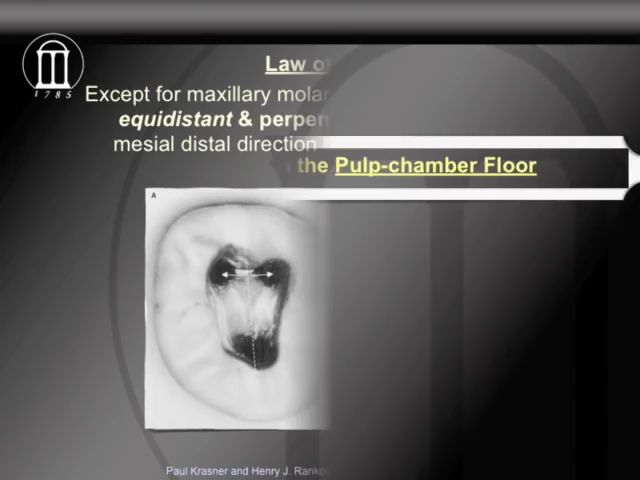 1785
Law of
Except for maxillary molar
equidistant & perpen
mesial distal direction
the Pulp-chamber Floor
A
Paul Krasner and Henry J. Ranko